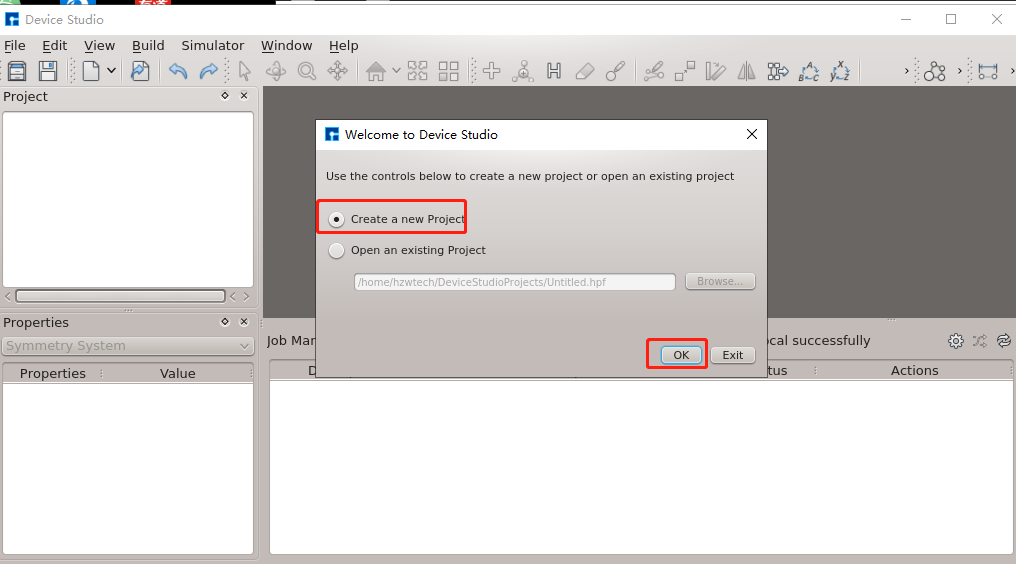 Device Studio
File Edit View Build Simulator Window Help
Project
Welcome to Device Studio
Use the controls below to create a new project or open an existing project
Create a new Project
Open an existing Project
/home/hzwtech/DeviceStudioProjects/Untitled.hpf Browse...
OK Exit
Properties
Symmetry System
Properties Value
Job Mar ocal successfully
D tus Actions